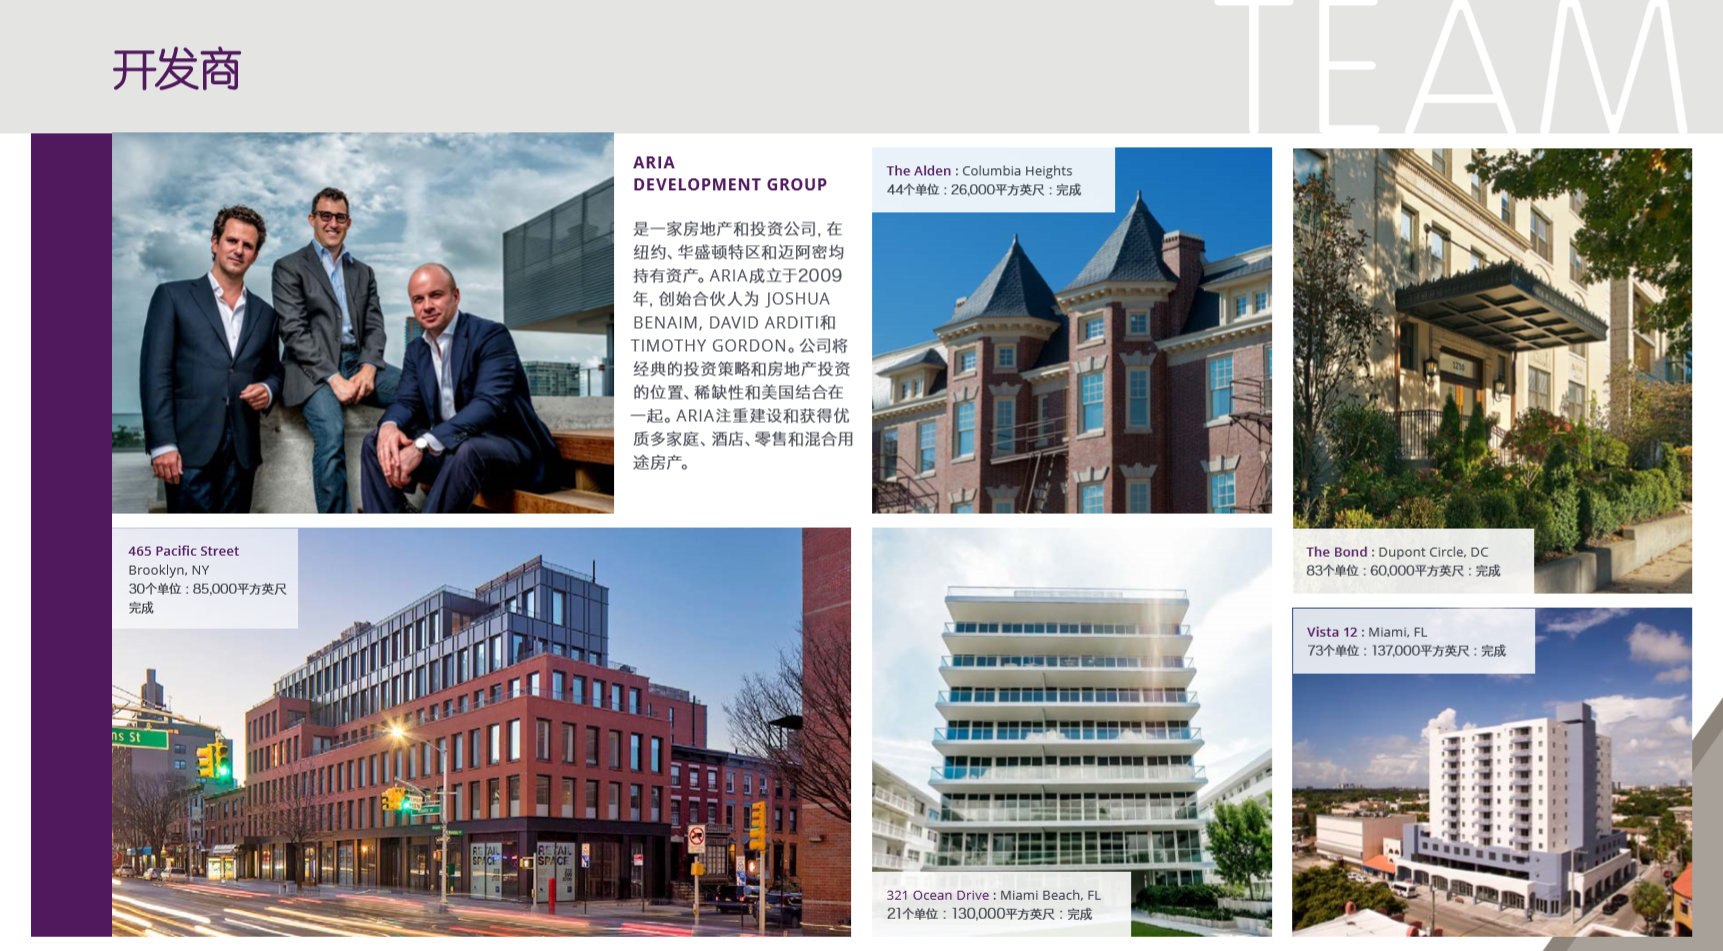 TEAM
开发商
ARIA
DEVELOPMENT GROUP
是一家房地产和投资公司, 在
纽约、华盛顿特区和迈阿密均
持有资产。ARIA成立于2009
年, 创始合伙人为 JOSHUA
BENAIM, DAVID ARDITI和
TIMOTHY GORDON。公司将
经典的投资策略和房地产投资
的位置、稀缺性和美国结合在
一起。ARIA注重建设和获得优
质多家庭、酒店、零售和混合用
途房产。
The Alden : Columbia Heights
44个单位 : 26,000平方英尺 : 完成
1210
The Bond : Dupont Circle, DC
83个单位 : 60,000平方英尺 : 完成
465 Pacific Street
Brooklyn, NY
30个单位 : 85,000平方英尺
完成
ns St
RETAIL
SPACE
RETAIL
SPACE
321 Ocean Drive : Miami Beach, FL
21个单位 : 130,000平方英尺 : 完成
Vista 12 : Miami, FL
73个单位 : 137,000平方英尺 : 完成